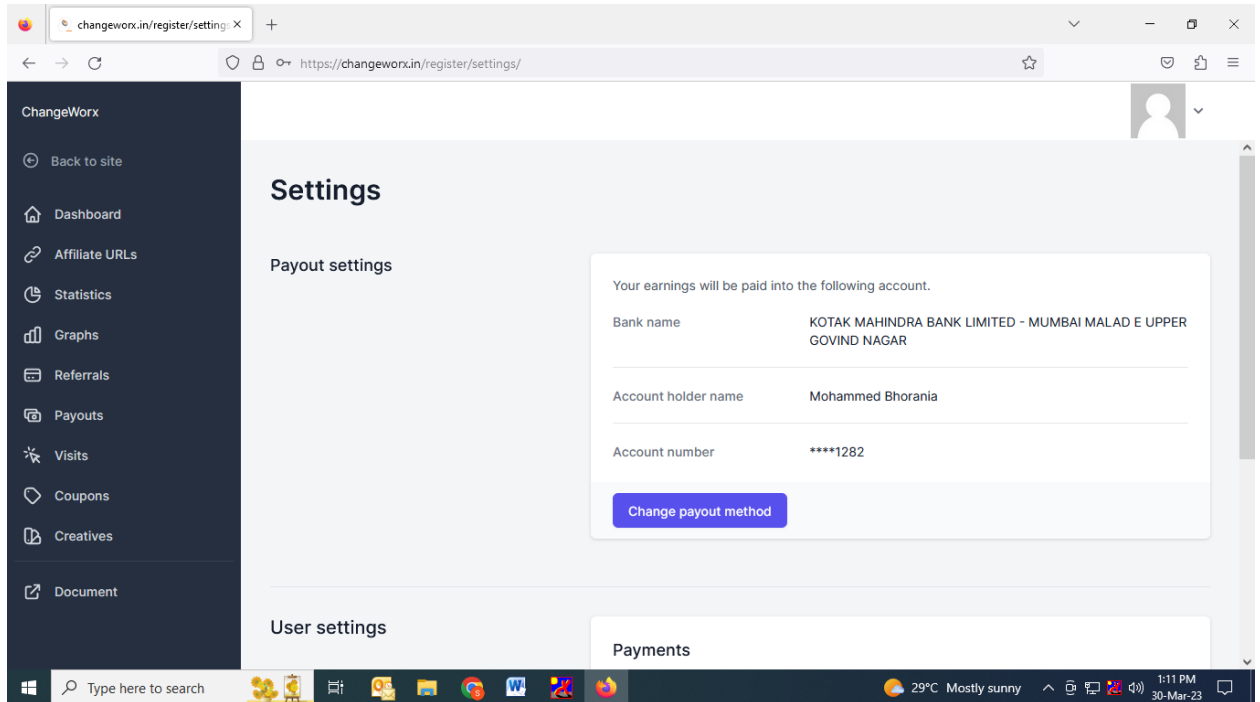 changeworx.in/register/settings
https://changeworx.in/register/settings/
ChangeWorx
Back to site
Dashboard
Affiliate URLs
Statistics
Graphs
Referrals
Payouts
Visits
Coupons
Creatives
Document
Settings
Payout settings
Your earnings will be paid into the following account.
Bank name
KOTAK MAHINDRA BANK LIMITED - MUMBAI MALAD E UPPER
GOVIND NAGAR
Account holder name
Mohammed Bhorania
Account number
****1282
Change payout method
User settings
Payments
Type here to search
29°C Mostly sunny
1:11 PM
30-Mar-23